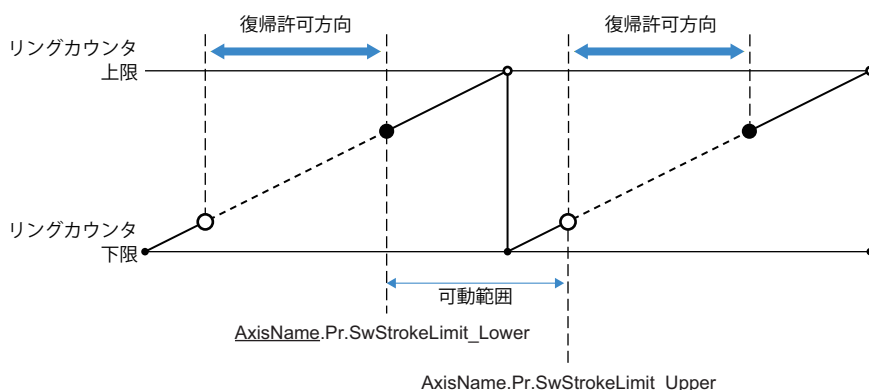 復帰許可方向
復帰許可方向
リングカウンタ
上限
リングカウンタ
下限
可動範囲
AxisName.Pr.SwStrokeLimit_Lower
AxisName.Pr.SwStrokeLimit_Upper